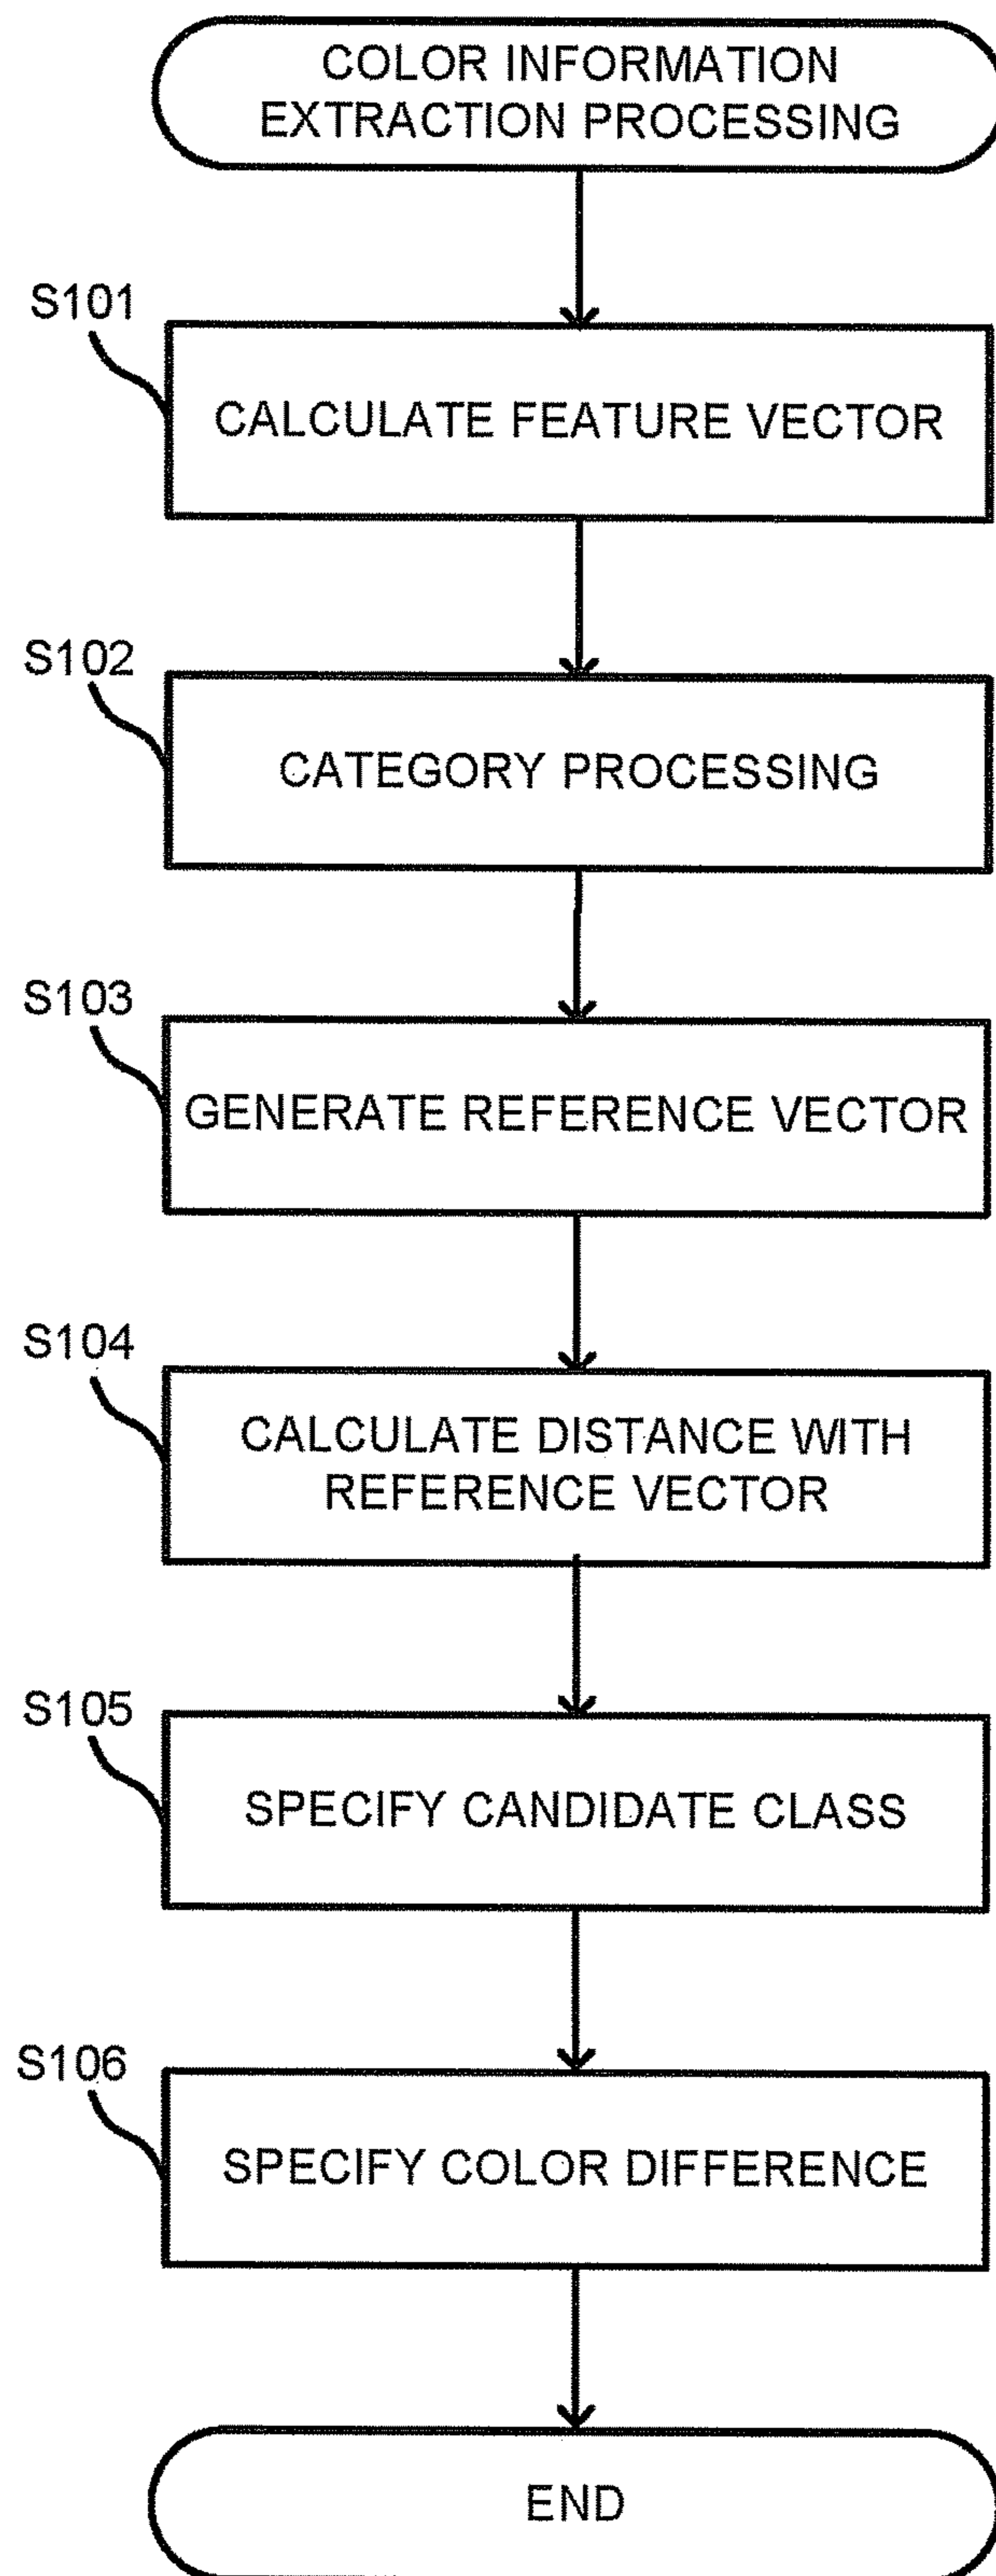 COLOR INFORMATION
EXTRACTION PROCESSING
S101
CALCULATE FEATURE VECTOR
S102
CATEGORY PROCESSING
S103
GENERATE REFERENCE VECTOR
S104
CALCULATE DISTANCE WITH
REFERENCE VECTOR
S105
SPECIFY CANDIDATE CLASS
S106
SPECIFY COLOR DIFFERENCE
END